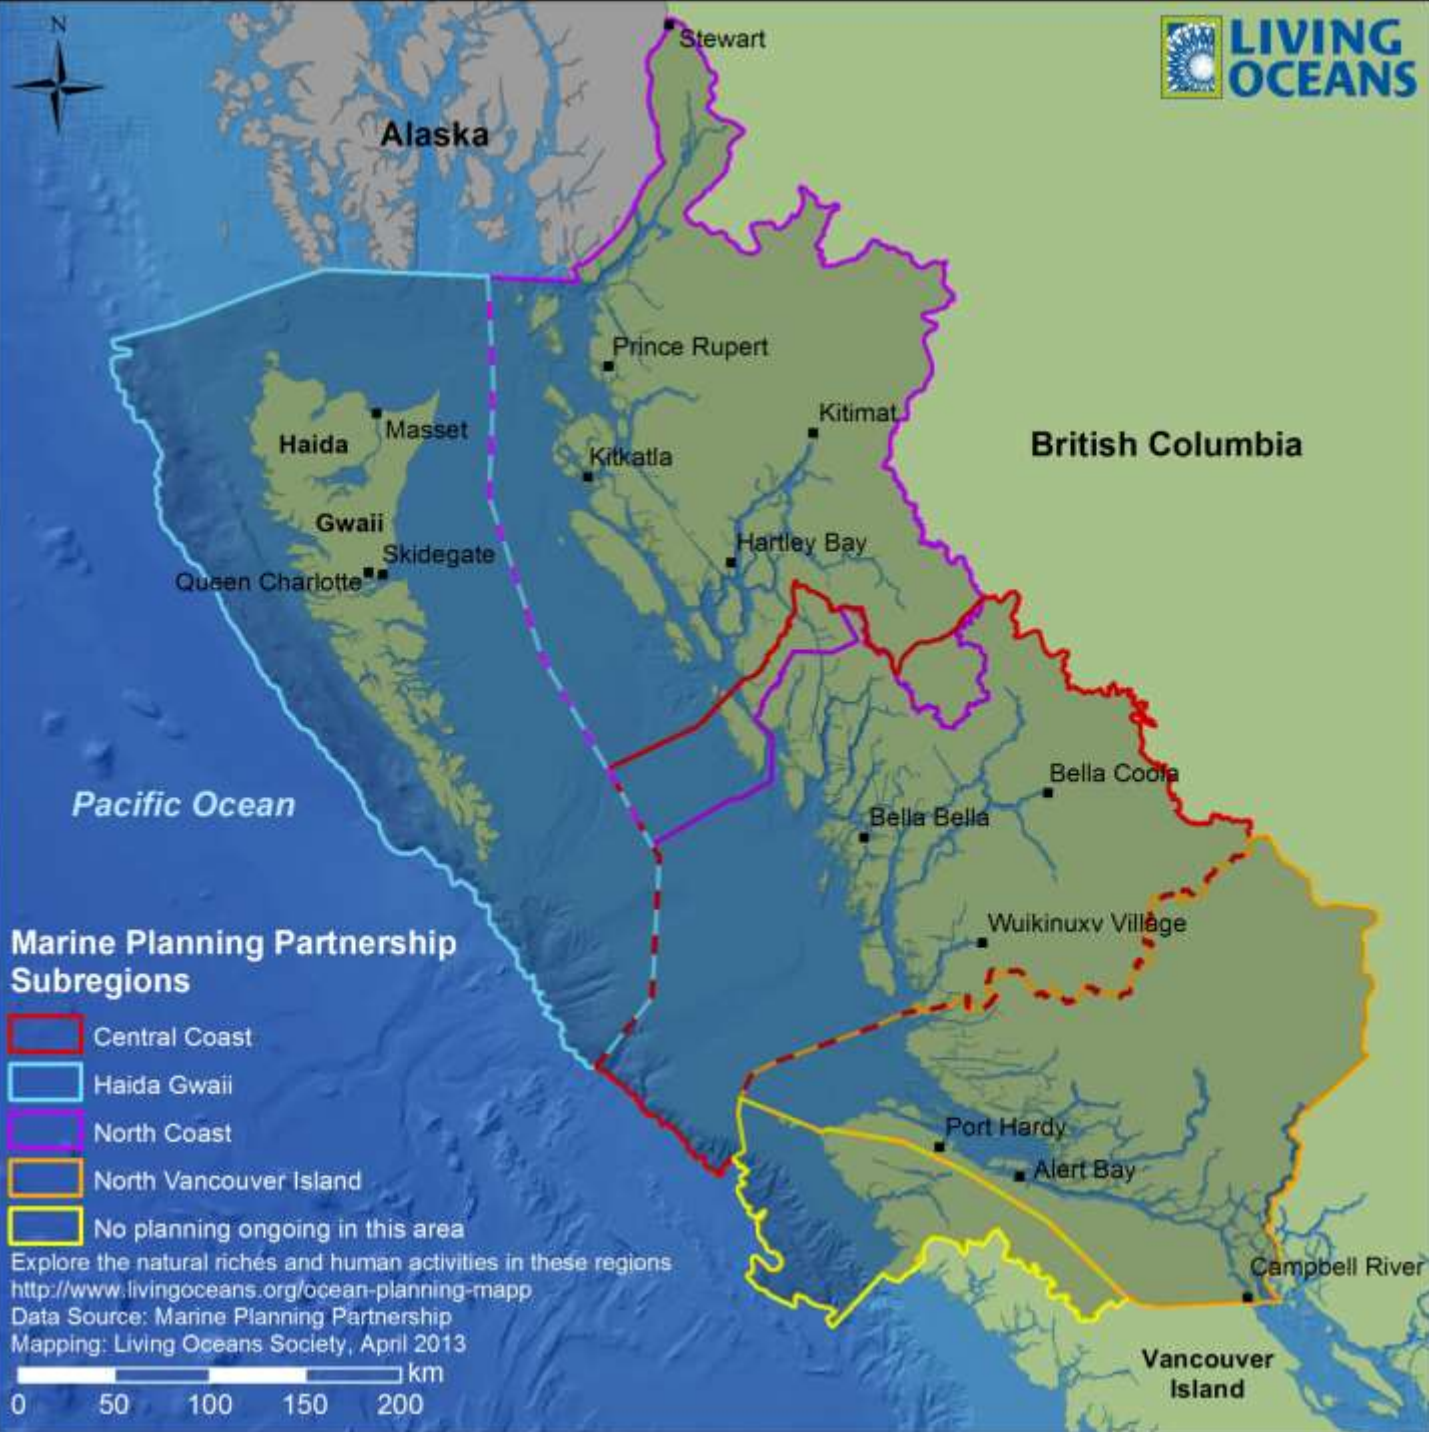 N
Stewart
LIVING
OCEANS
Alaska
Prince Rupert
Kitimat
Masset
Haida
British Columbia
Kitkatla
Gwaii
Hartley Bay
Skidegate
Queen Charlotte
Bella Coola
Pacific Ocean
Bella Bella
Wuikinuxv Village
Marine Planning Partnership
Subregions
Central Coast
Haida Gwaii
North Coast
North Vancouver Island
No planning ongoing in this area
Port Hardy
Alert Bay
Campbell River
Vancouver
Island
Explore the natural riches and human activities in these regions
http://www.livingoceans.org/ocean-planning-mapp
Data Source: Marine Planning Partnership
Mapping: Living Oceans Society, April 2013
km
0 50 100 150 200